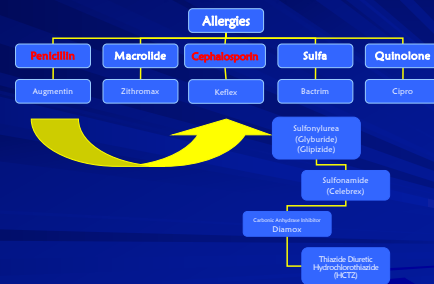 Allergies
Penicillin
Macrolide
Cephalosporin
Sulfa
Quinolone
Augmentin
Zithromax
Keflex
Bactrim
Cipro
Sulfonylurea
(Glyburide)
(Glipizide)
Sulfonamide
(Celebrex)
Carbonic Anhydrase Inhibitor
Diamox
Thiazide Diuretic
Hydrochlorothiazide
(HCTZ)